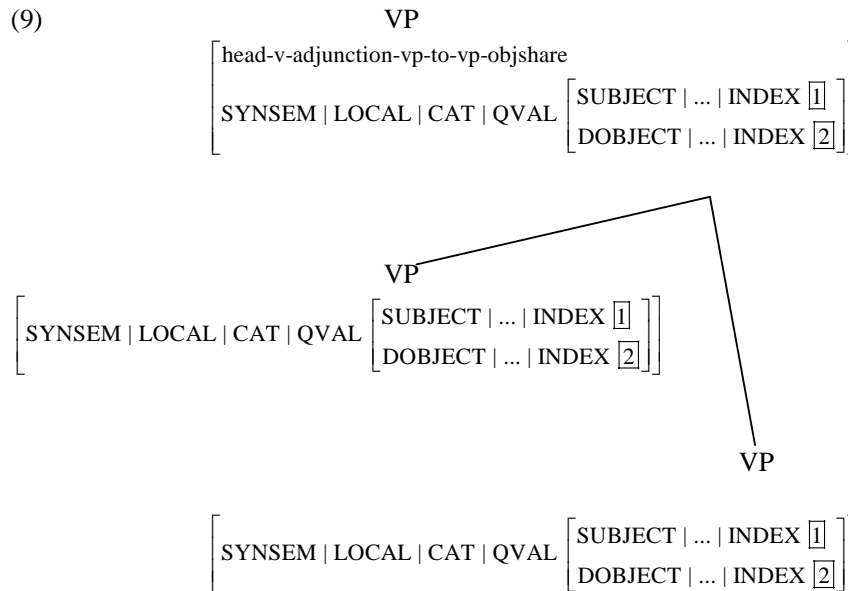 (9) VP
head-v-adjunction-vp-to-vp-objshare
SYNSEM | LOCAL | CAT | QVAL
SUBJECT | ... | INDEX 1
DOBJECT | ... | INDEX 2
VP
SYNSEM | LOCAL | CAT | QVAL
SUBJECT | ... | INDEX 1
DOBJECT | ... | INDEX 2
VP
SYNSEM | LOCAL | CAT | QVAL
SUBJECT | ... | INDEX 1
DOBJECT | ... | INDEX 2